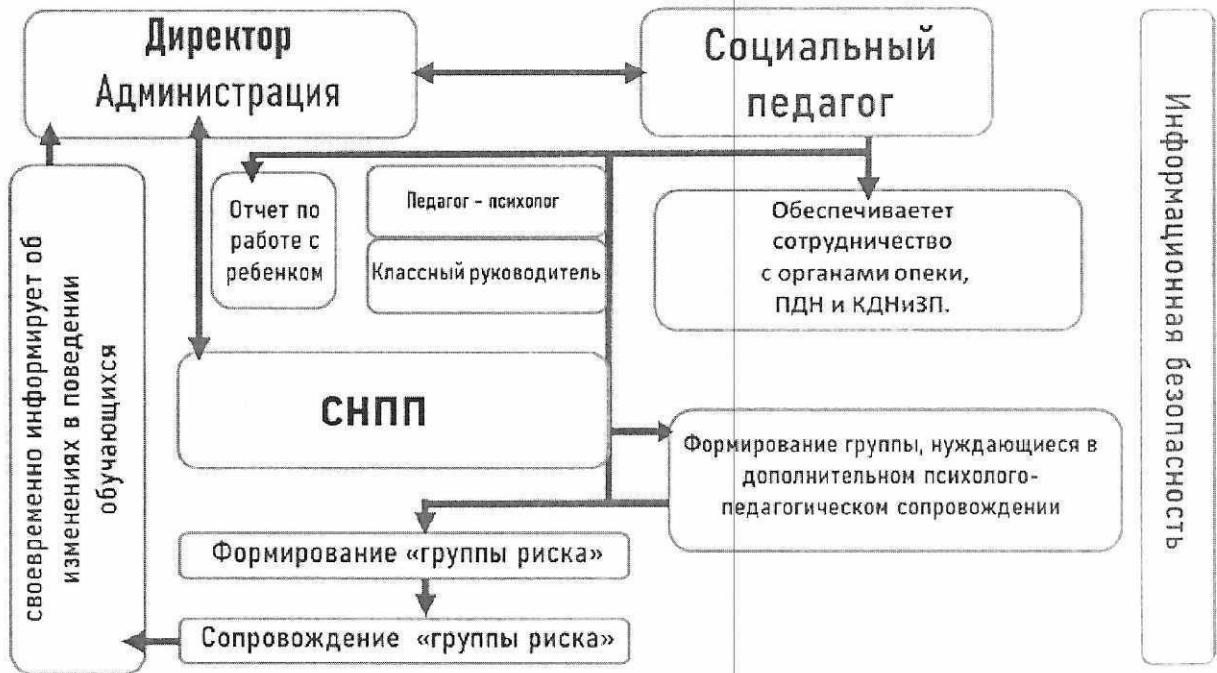 Директор
Администрация
Социальный
педагог
Отчет по
работе с
ребенком
Педагог - психолог
Классный руководитель
Обеспечиваетет
сотрудничество
с органами опеки,
ПДН и КДНиЗП.
СНПП
Формирование группы, нуждающиеся в
дополнительном психолого-
педагогическом сопровождении
Формирование «группы риска»
Сопровождение «группы риска»
своевременно информирует об
изменениях в поведении
обучающихся
Информационная безопасность